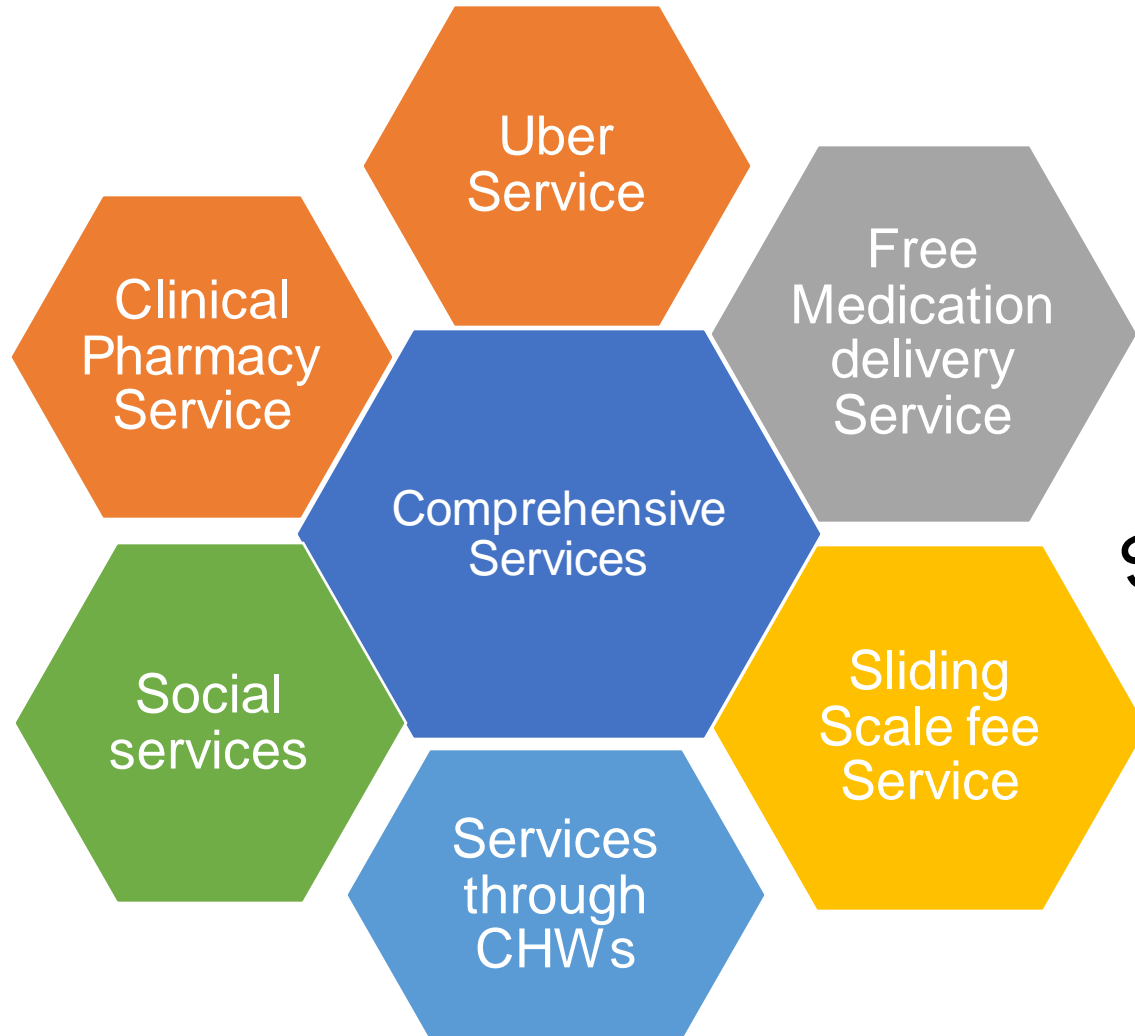 Uber
Service
Free
Medication
delivery
Service
Clinical
Pharmacy
Service
Comprehensive
Services
Sliding
Scale fee
Service
Social
services
Services
through
CHWs